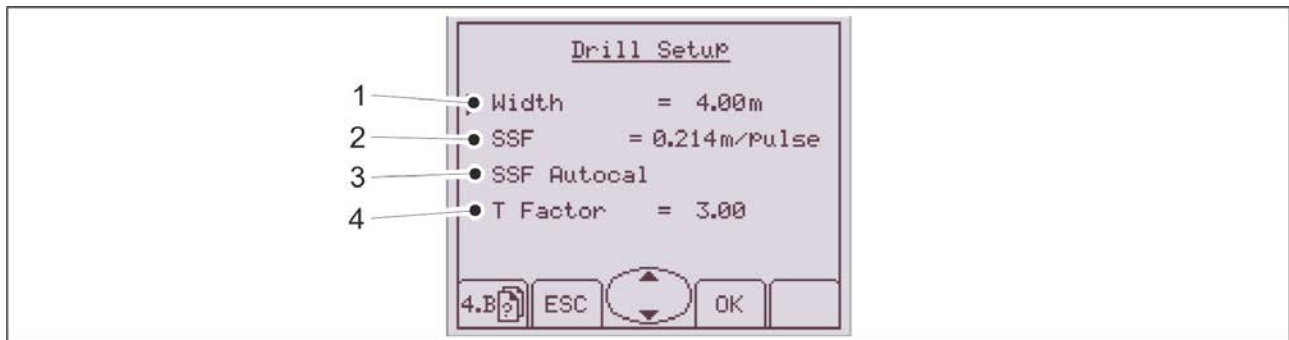 Drill Setup
1 Width = 4.00m
2 SSF = 0.214m/pulse
3 SSF Autocal
4 T Factor = 3.00
4.B ? ESC OK